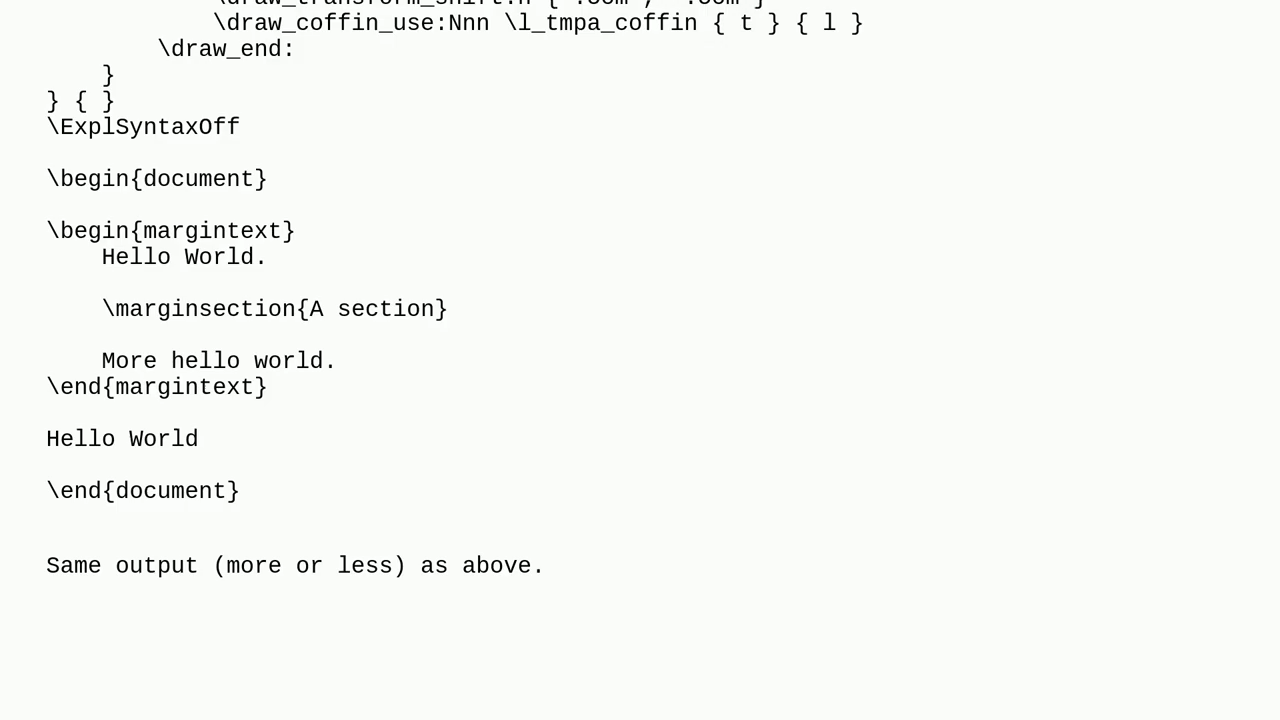 \draw_coffin_use:Nnn \l_tmpa_coffin { t } { l }
\draw_end:
}
} { }
\ExplSyntaxOff
\begin{document}
\begin{margintext}
Hello World.
\marginsection{A section}
More hello world.
\end{margintext}
Hello World
\end{document}
Same output (more or less) as above.